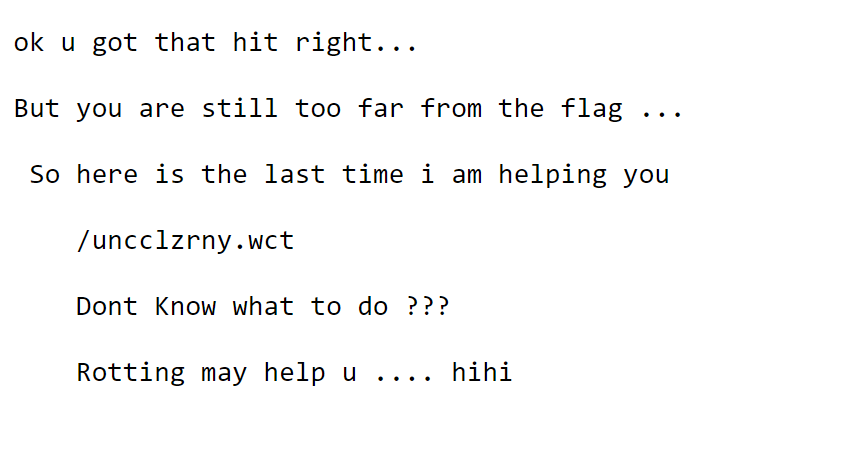 ok u got that hit right...
But you are still too far from the flag ...
So here is the last time i am helping you
/uncclzrny.wct
Dont Know what to do ???
Rotting may help u .... hihi